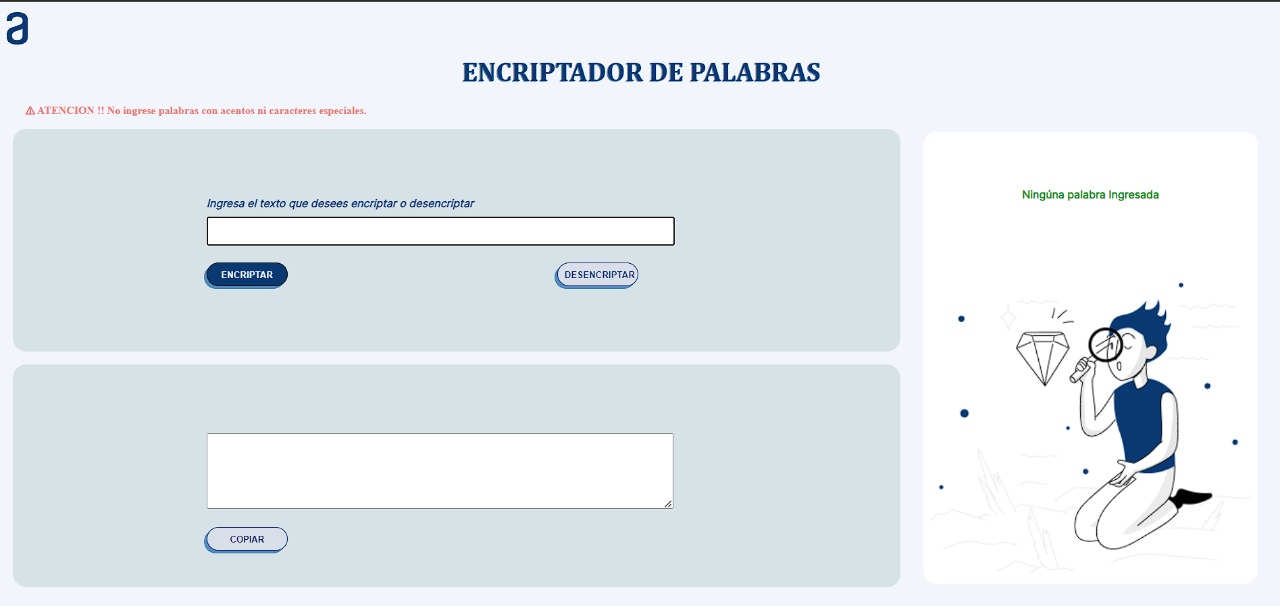 a
ENCRIPTADOR DE PALABRAS
⚠ ATENCION !! No ingrese palabras con acentos ni caracteres especiales.
Ingresa el texto que desees encriptar o desencriptar
ENCRIPTAR
DESENCRIPTAR
COPIAR
Ningúna palabra Ingresada